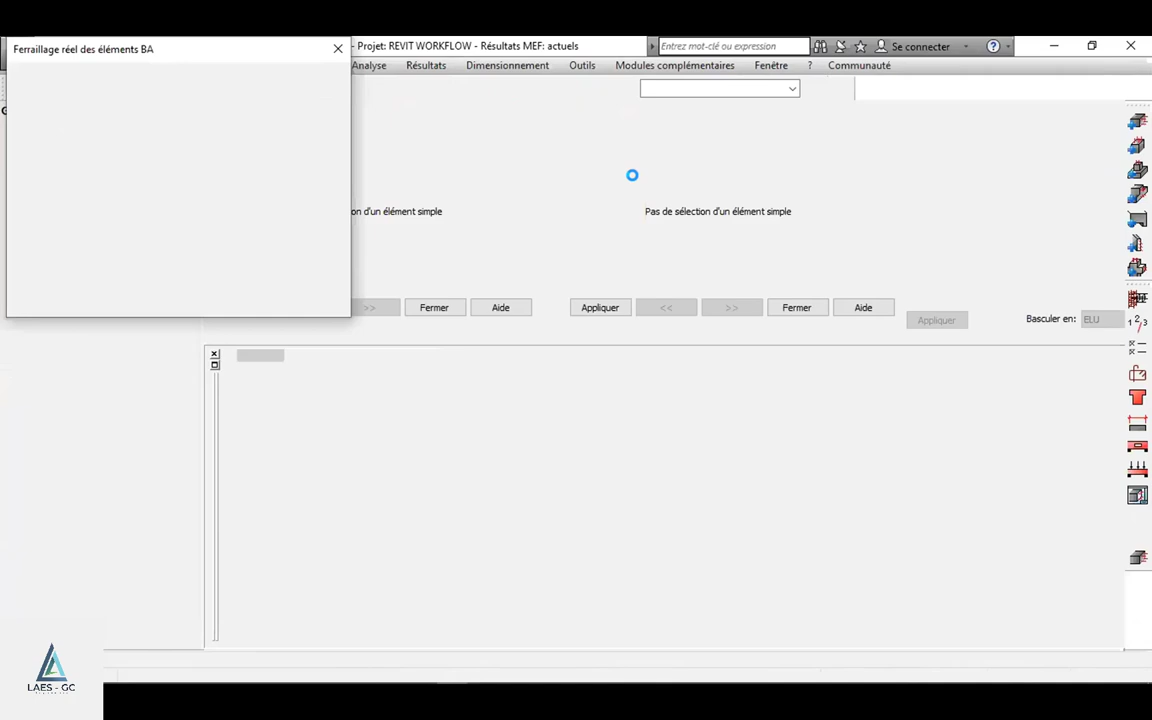 Ferraillage réel des éléments BA
- Projet: REVIT WORKFLOW - Résultats MEF: actuels
Entrez mot-clé ou expression
Se connecter
Analyse Résultats Dimensionnement Outils Modules complémentaires Fenêtre ? Communauté
on d'un élément simple
Pas de sélection d'un élément simple
>> Fermer Aide Appliquer << >> Fermer Aide
Appliquer Basculer en: ELU
LAES - GC